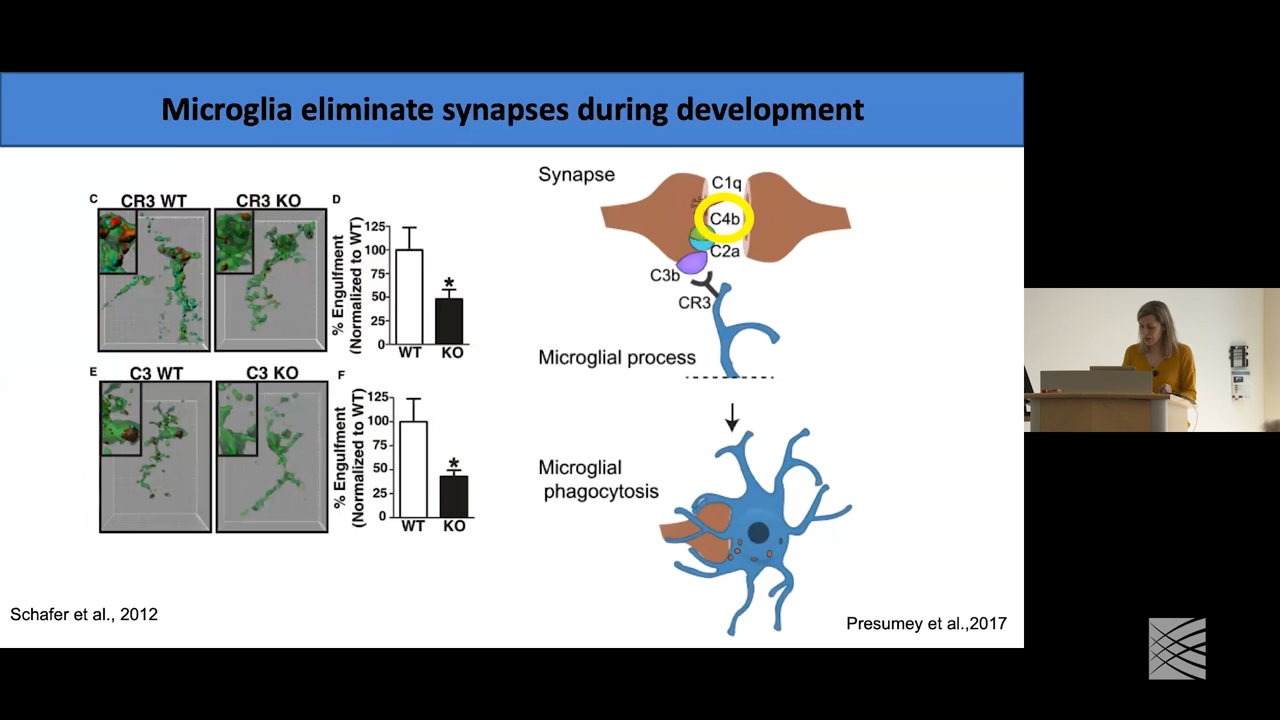 Microglia eliminate synapses during development
C
CR3 WT
CR3 KO
D
% Engulfment
(Normalized to WT)
125
100
75
50
25
0
*
WT
KO
E
C3 WT
C3 KO
F
% Engulfment
(Normalized to WT)
125
100
75
50
25
0
*
WT
KO
Schafer et al., 2012
Synapse
C1q
C4b
C2a
C3b
CR3
Microglial process
Microglial
phagocytosis
Presumey et al.,2017